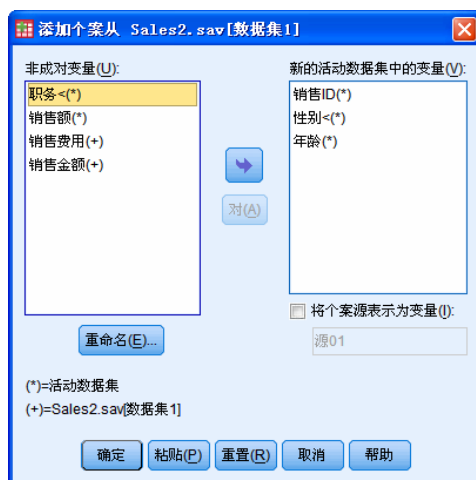 添加个案从 Sales2.sav[数据集1]
非成对变量(U):
职务<(*)
销售额(*)
销售费用(+)
销售金额(+)
对(A)
新的活动数据集中的变量(V):
销售ID(*)
性别<(*)
年龄(*)
将个案源表示为变量(I):
源01
重命名(E)...
(*)=活动数据集
(+)=Sales2.sav[数据集1]
确定 粘贴(P) 重置(R) 取消 帮助